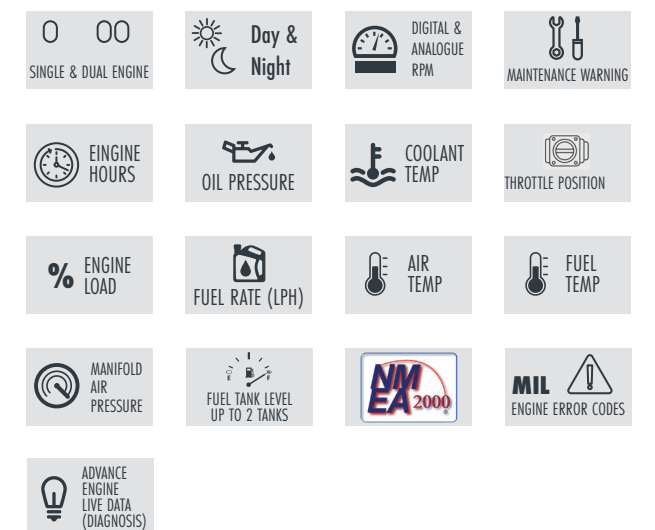 0 00
SINGLE & DUAL ENGINE
Day &
Night
DIGITAL &
ANALOGUE
RPM
MAINTENANCE WARNING
EINGINE
HOURS
OIL PRESSURE
COOLANT
TEMP
THROTTLE POSITION
% ENGINE
LOAD
FUEL RATE (LPH)
AIR
TEMP
FUEL
TEMP
MANIFOLD
AIR
PRESSURE
E F
FUEL TANK LEVEL
UP TO 2 TANKS
NM
EA 2000
MIL
ENGINE ERROR CODES
ADVANCE
ENGINE
LIVE DATA
(DIAGNOSIS)